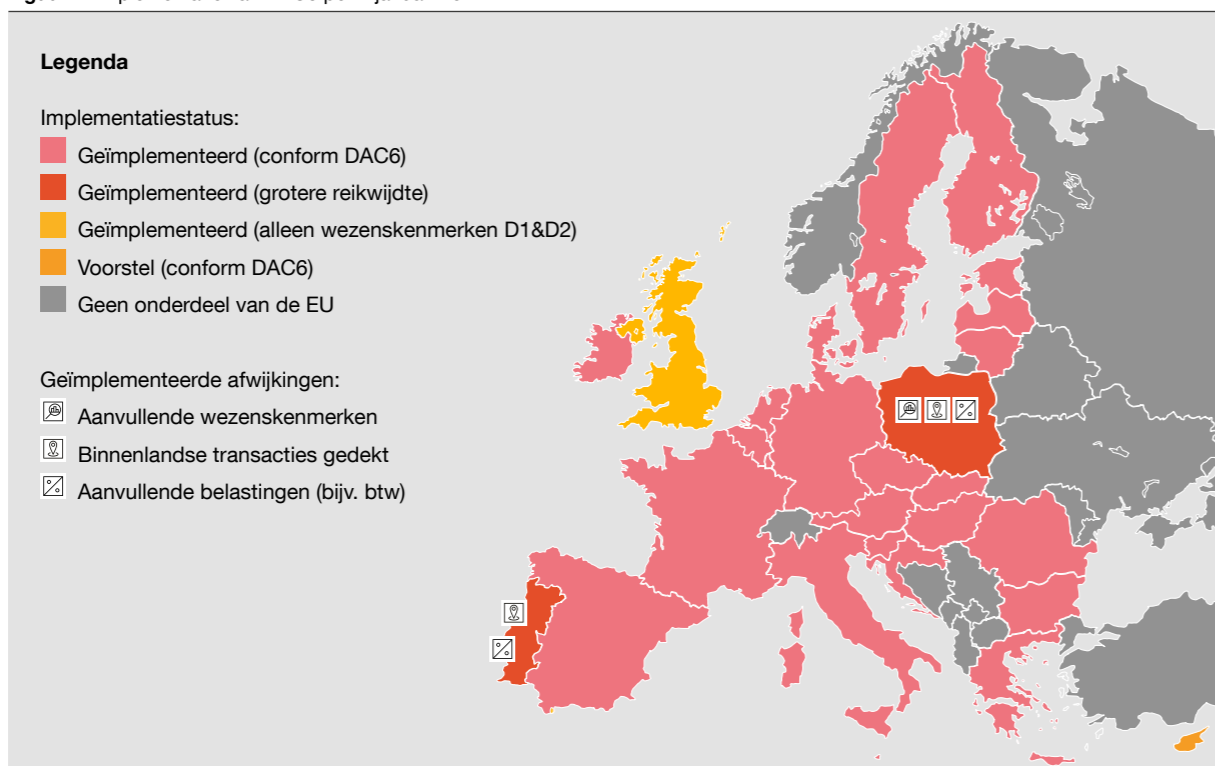 Legenda
Implementatiestatus:
Geïmplementeerd (conform DAC6)
Geïmplementeerd (grotere reikwijdte)
Geïmplementeerd (alleen wezenskenmerken D1&D2)
Voorstel (conform DAC6)
Geen onderdeel van de EU
Geïmplementeerde afwijkingen:
Aanvullende wezenskenmerken
Binnenlandse transacties gedekt
Aanvullende belastingen (bijv. btw)